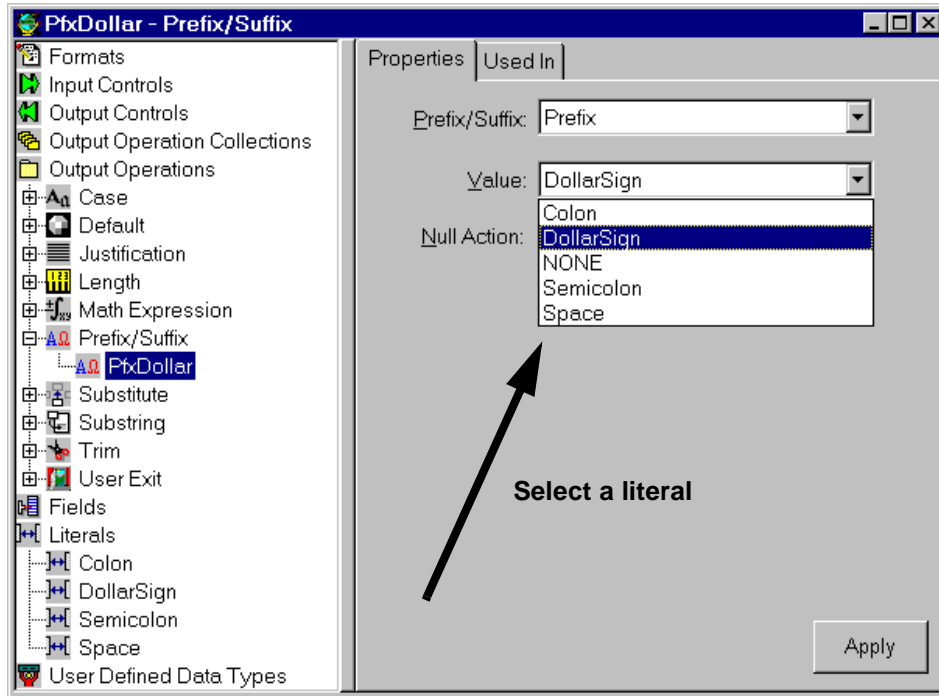 PfxDollar - Prefix/Suffix
Formats
Input Controls
Output Controls
Output Operation Collections
Output Operations
Case
Default
Justification
Length
Math Expression
Prefix/Suffix
PfxDollar
Substitute
Substring
Trim
User Exit
Fields
Literals
Colon
DollarSign
Semicolon
Space
User Defined Data Types
Properties
Used In
Prefix/Suffix: Prefix
Value: DollarSign
Null Action:
Colon
DollarSign
NONE
Semicolon
Space
Select a literal
Apply